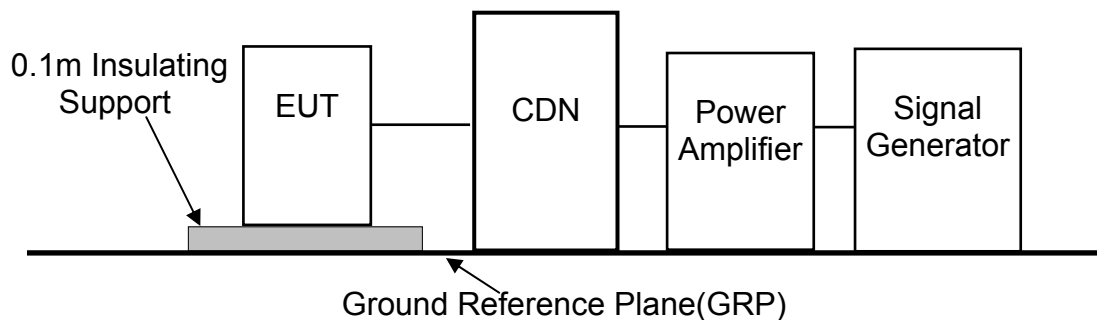 0.1m Insulating
Support
EUT
CDN
Power
Amplifier
Signal
Generator
Ground Reference Plane(GRP)